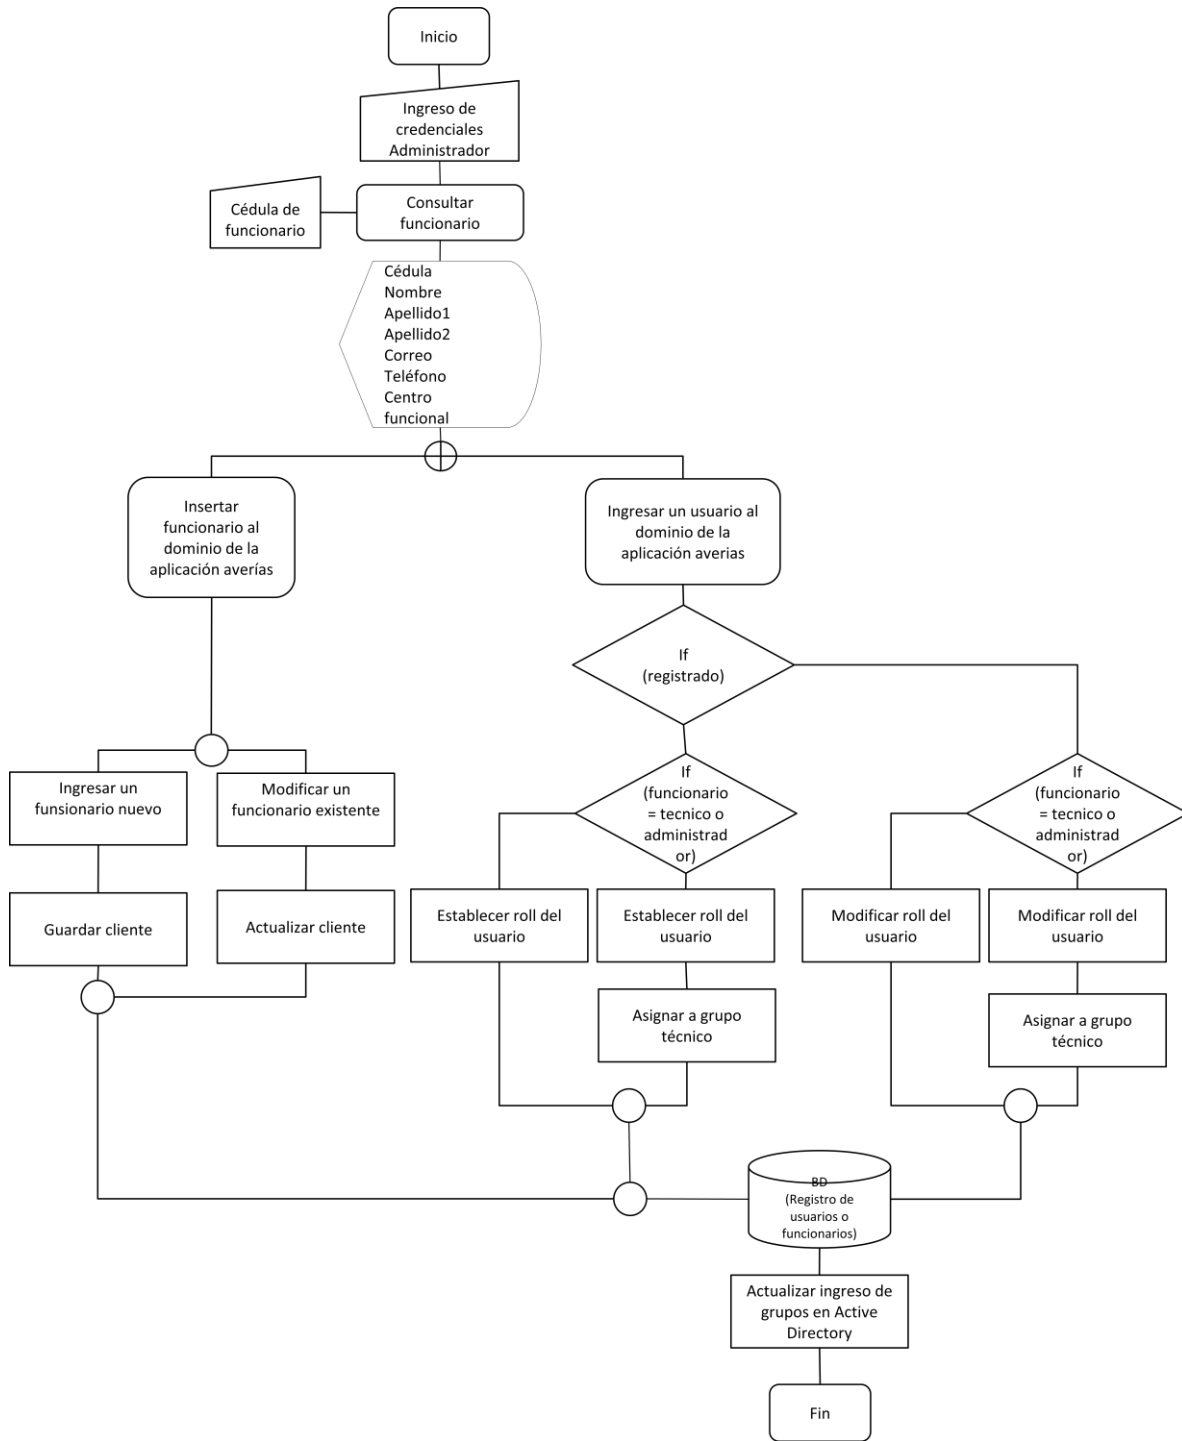 Inicio
Ingreso de
credenciales
Administrador
Cédula de
funcionario
Consultar
funcionario
Cédula
Nombre
Apellido1
Apellido2
Correo
Teléfono
Centro
funcional
Insertar
funcionario al
dominio de la
aplicación averías
Ingresar un usuario al
dominio de la
aplicación averias
If
(registrado)
Ingresar un
funsionario nuevo
Modificar un
funcionario existente
If
(funcionario
= tecnico o
administrad
or)
If
(funcionario
= tecnico o
administrad
or)
Guardar cliente
Actualizar cliente
Establecer roll del
usuario
Establecer roll del
usuario
Modificar roll del
usuario
Modificar roll del
usuario
Asignar a grupo
técnico
Asignar a grupo
técnico
BD
(Registro de
usuarios o
funcionarios)
Actualizar ingreso de
grupos en Active
Directory
Fin